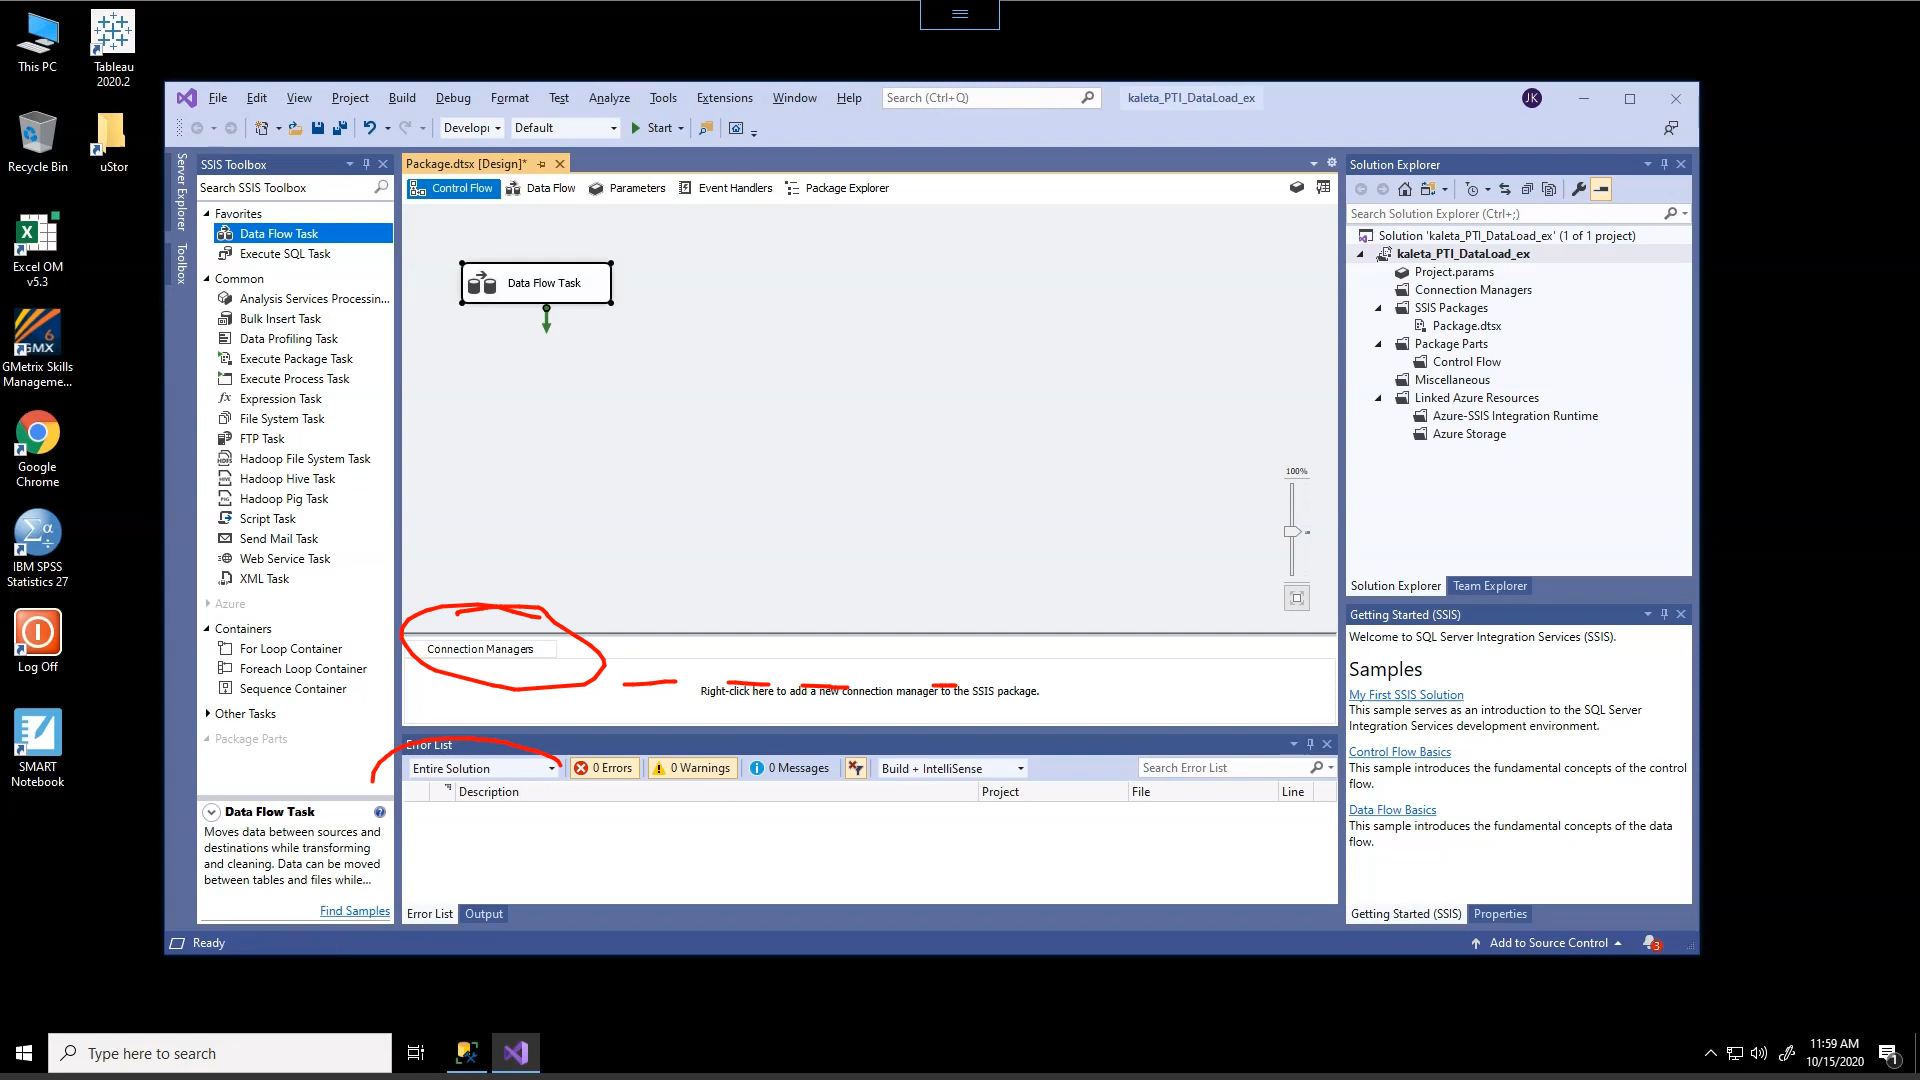 This PC
Tableau
2020.2
Recycle Bin
uStor
Excel OM
v5.3
GMetrix Skills
Manageme...
Google
Chrome
IBM SPSS
Statistics 27
Log Off
SMART
Notebook
File Edit View Project Build Debug Format Test Analyze Tools Extensions Window Help Search (Ctrl+Q) kaleta_PTI_DataLoad_ex JK
Develop Default Start
Server Explorer
Toolbox
SSIS Toolbox
Search SSIS Toolbox
Favorites
Data Flow Task
Execute SQL Task
Common
Analysis Services Processin...
Bulk Insert Task
Data Profiling Task
Execute Package Task
Execute Process Task
Expression Task
File System Task
FTP Task
Hadoop File System Task
Hadoop Hive Task
Hadoop Pig Task
Script Task
Send Mail Task
Web Service Task
XML Task
Azure
Containers
For Loop Container
Foreach Loop Container
Sequence Container
Other Tasks
Package Parts
Data Flow Task
Moves data between sources and
destinations while transforming
and cleaning. Data can be moved
between tables and files while...
Find Samples
Package.dtsx [Design]*
Control Flow Data Flow Parameters Event Handlers Package Explorer
Data Flow Task
100%
Connection Managers
Right-click here to add a new connection manager to the SSIS package.
Error List
Entire Solution 0 Errors 0 Warnings 0 Messages Build + IntelliSense Search Error List
Description Project File Line
Error List Output
Solution Explorer
Search Solution Explorer (Ctrl+;)
Solution 'kaleta_PTI_DataLoad_ex' (1 of 1 project)
kaleta_PTI_DataLoad_ex
Project.params
Connection Managers
SSIS Packages
Package.dtsx
Package Parts
Control Flow
Miscellaneous
Linked Azure Resources
Azure-SSIS Integration Runtime
Azure Storage
Solution Explorer Team Explorer
Getting Started (SSIS)
Welcome to SQL Server Integration Services (SSIS).
Samples
My First SSIS Solution
This sample serves as an introduction to the SQL Server
Integration Services development environment.
Control Flow Basics
This sample introduces the fundamental concepts of the control
flow.
Data Flow Basics
This sample introduces the fundamental concepts of the data
flow.
Getting Started (SSIS) Properties
Ready Add to Source Control 3
Type here to search
11:59 AM
10/15/2020
1